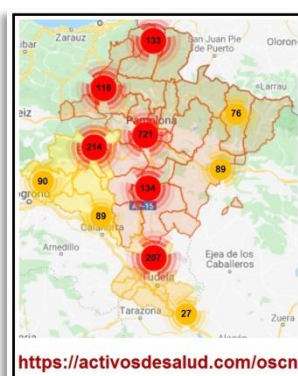 Zarauz
133
San Juan Pie
de Puerto
Oloron-
116
Larrau
76
Pamplona
721
214
89
90
134
89
A-15
Calahorra
Arnedillo
207
Ejea de los
Caballeros
Tudela
Tarazona
27
Zuera
https://activosdesalud.com/oscn